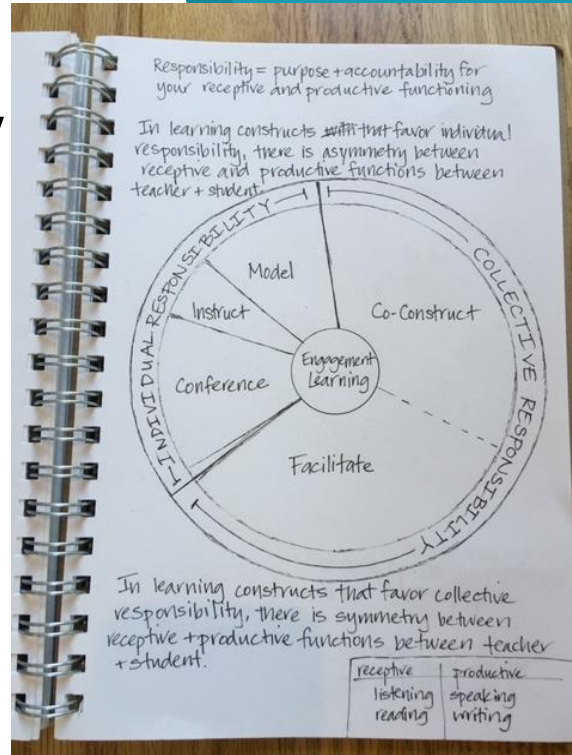 Responsibility = purpose + accountability for
your receptive and productive functioning
In learning constructs that favor individual
responsibility, there is asymmetry between
receptive and productive functions between
teacher + student.
INDIVIDUAL RESPONSIBILITY
COLLECTIVE RESPONSIBILITY
Model
Instruct
Co-Construct
Engagement
Learning
Conference
Facilitate
In learning constructs that favor collective
responsibility, there is symmetry between
receptive + productive functions between teacher
+ student.
receptive productive
listening speaking
reading writing